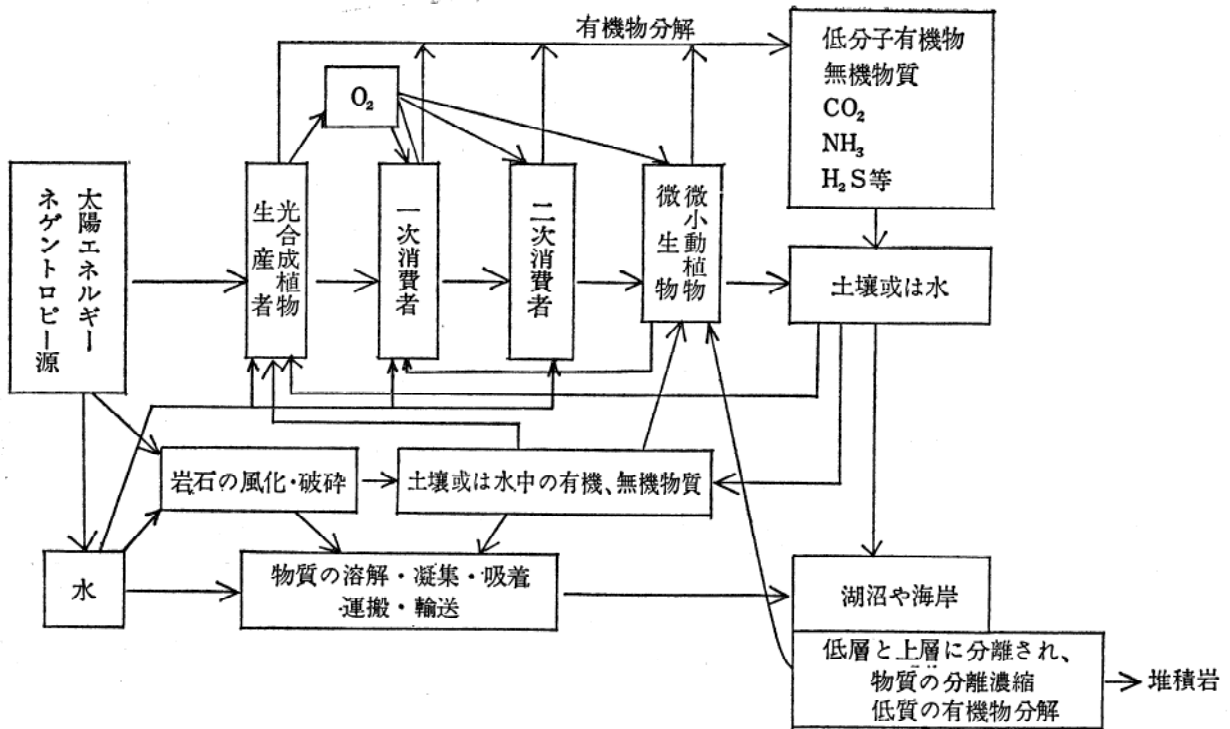 有機物分解
低分子有機物
無機物質
CO₂
NH₃
H₂S等
O₂
太陽エネルギー
ネゲントロピー源
光合成植物
生産者
一次消費者
二次消費者
微小動植物
微生物
土壌或は水
岩石の風化・破砕
土壌或は水中の有機、無機物質
水
物質の溶解・凝集・吸着
運搬・輸送
湖沼や海岸
低層と上層に分離され、
物質の分離濃縮
低質の有機物分解
堆積岩